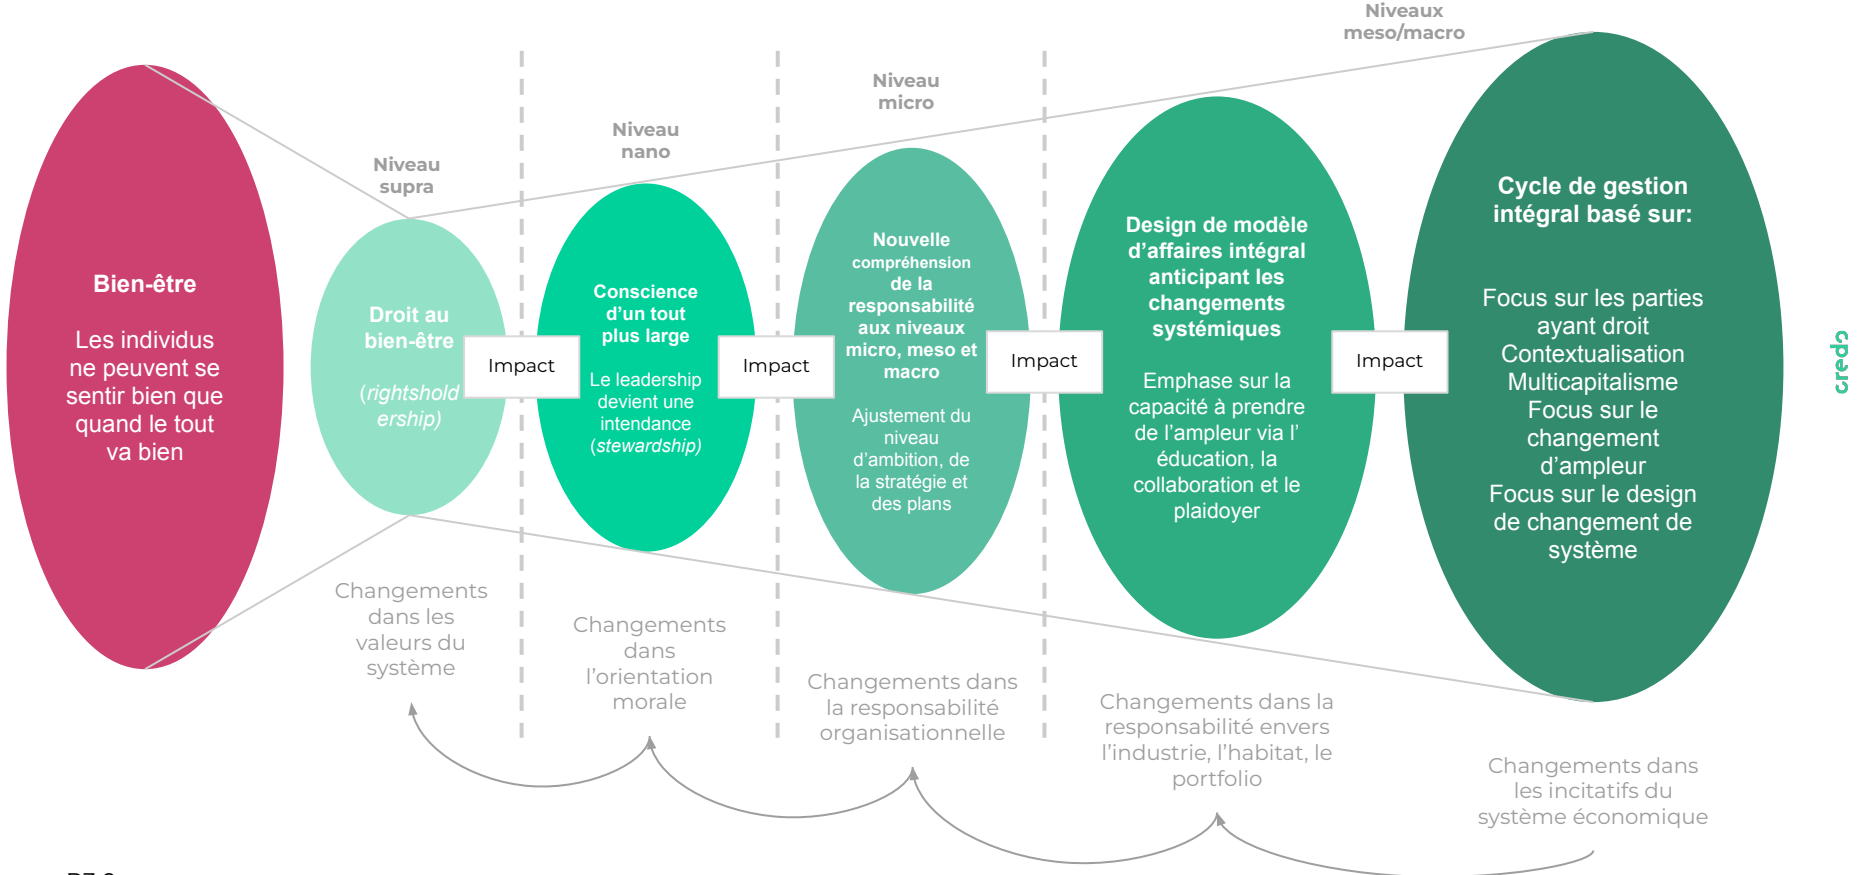 Niveau
supra
Niveau
nano
Niveau
micro
Niveaux
meso/macro
Bien-être
Les individus
ne peuvent se
sentir bien que
quand le tout
va bien
Droit au
bien-être
(rightshold
ership)
Impact
Conscience
d'un tout
plus large
Le leadership
devient une
intendance
(stewardship)
Impact
Nouvelle
compréhension
de la
responsabilité
aux niveaux
micro, meso et
macro
Ajustement du
niveau
d'ambition, de
la stratégie et
des plans
Impact
Design de modèle
d'affaires intégral
anticipant les
changements
systémiques
Emphase sur la
capacité à prendre
de l'ampleur via l'
éducation, la
collaboration et le
plaidoyer
Impact
Cycle de gestion
intégral basé sur:
Focus sur les parties
ayant droit
Contextualisation
Multicapitalisme
Focus sur le
changement
d'ampleur
Focus sur le design
de changement de
système
credo
Changements
dans les
valeurs du
système
Changements
dans
l'orientation
morale
Changements dans
la responsabilité
organisationnelle
Changements dans la
responsabilité envers
l'industrie, l'habitat, le
portfolio
Changements dans
les incitatifs du
système économique